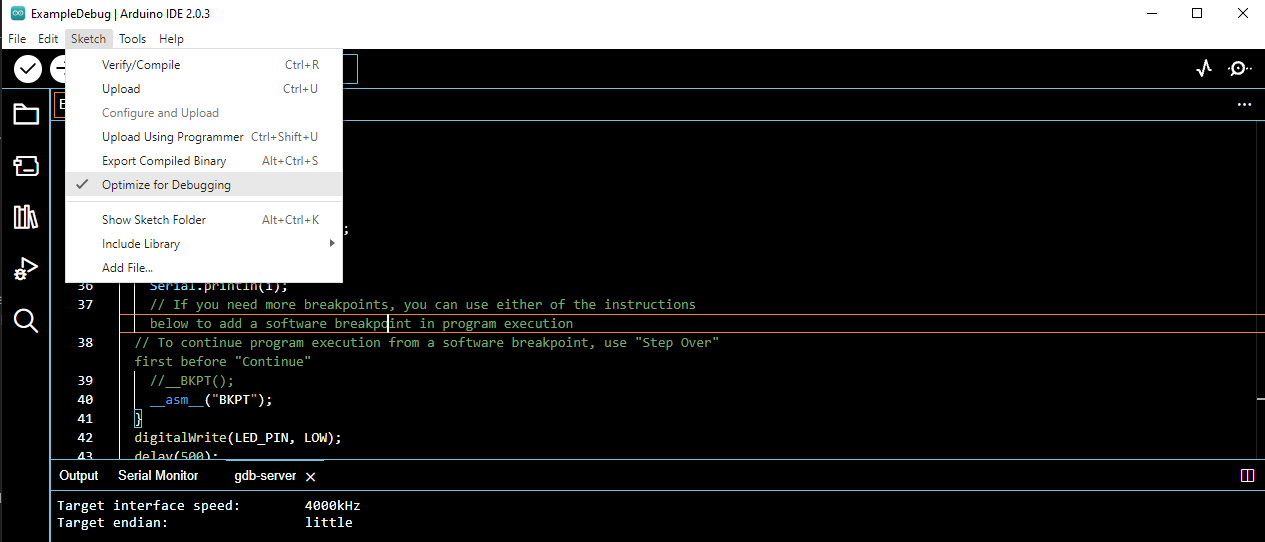 ExampleDebug | Arduino IDE 2.0.3
File Edit Sketch Tools Help
Verify/Compile Ctrl+R
Upload Ctrl+U
Configure and Upload
Upload Using Programmer Ctrl+Shift+U
Export Compiled Binary Alt+Ctrl+S
Optimize for Debugging
Show Sketch Folder Alt+Ctrl+K
;
Include Library
Add File...
36 Serial.println(i);
37 // If you need more breakpoints, you can use either of the instructions
below to add a software breakpoint in program execution
38 // To continue program execution from a software breakpoint, use "Step Over"
first before "Continue"
39 //__BKPT();
40 __asm__("BKPT");
41 }
42 digitalWrite(LED_PIN, LOW);
43 delay(500);
Output Serial Monitor gdb-server
Target interface speed: 4000kHz
Target endian: little